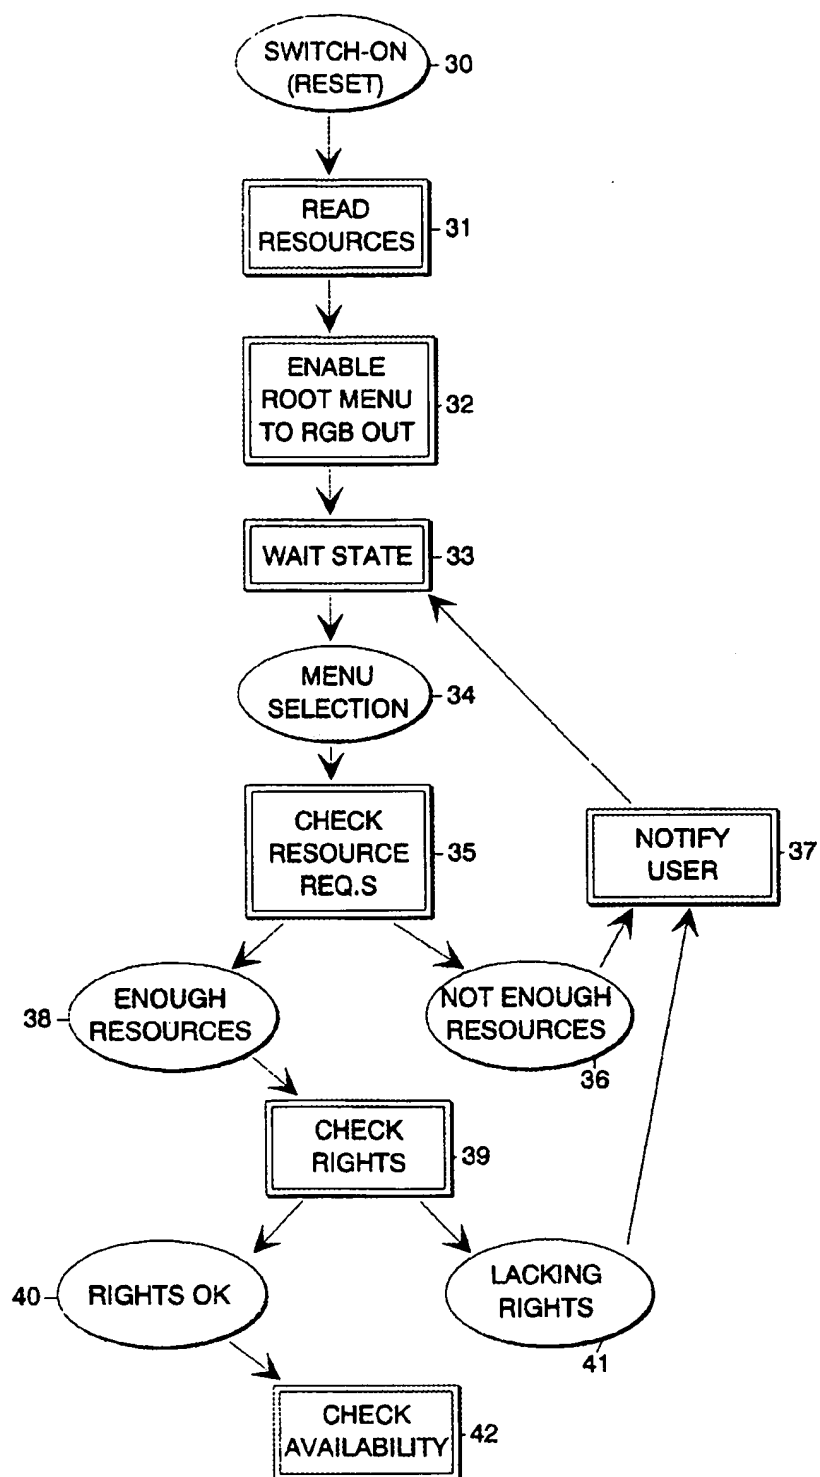 SWITCH-ON
(RESET)
30
READ
RESOURCES
31
ENABLE
ROOT MENU
TO RGB OUT
32
WAIT STATE
33
MENU
SELECTION
34
CHECK
RESOURCE
REQ.S
35
NOTIFY
USER
37
38
ENOUGH
RESOURCES
NOT ENOUGH
RESOURCES
36
CHECK
RIGHTS
39
40
RIGHTS OK
LACKING
RIGHTS
41
CHECK
AVAILABILITY
42